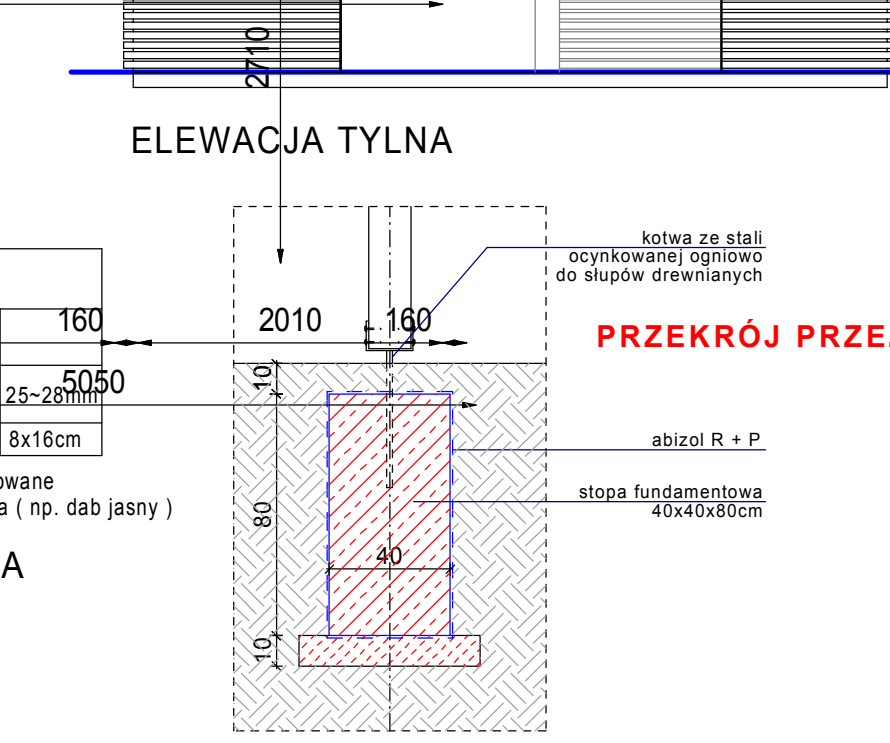 2710
ELEWACJA TYLNA
kotwa ze stali
ocynkowanej ogniowo
do słupów drewnianych
160
2010
160
PRZEKRÓJ PRZE
10
5050
25~28mm
8x16cm
abizol R + P
owane
a ( np. dab jasny )
stopa fundamentowa
40x40x80cm
80
40
A
10